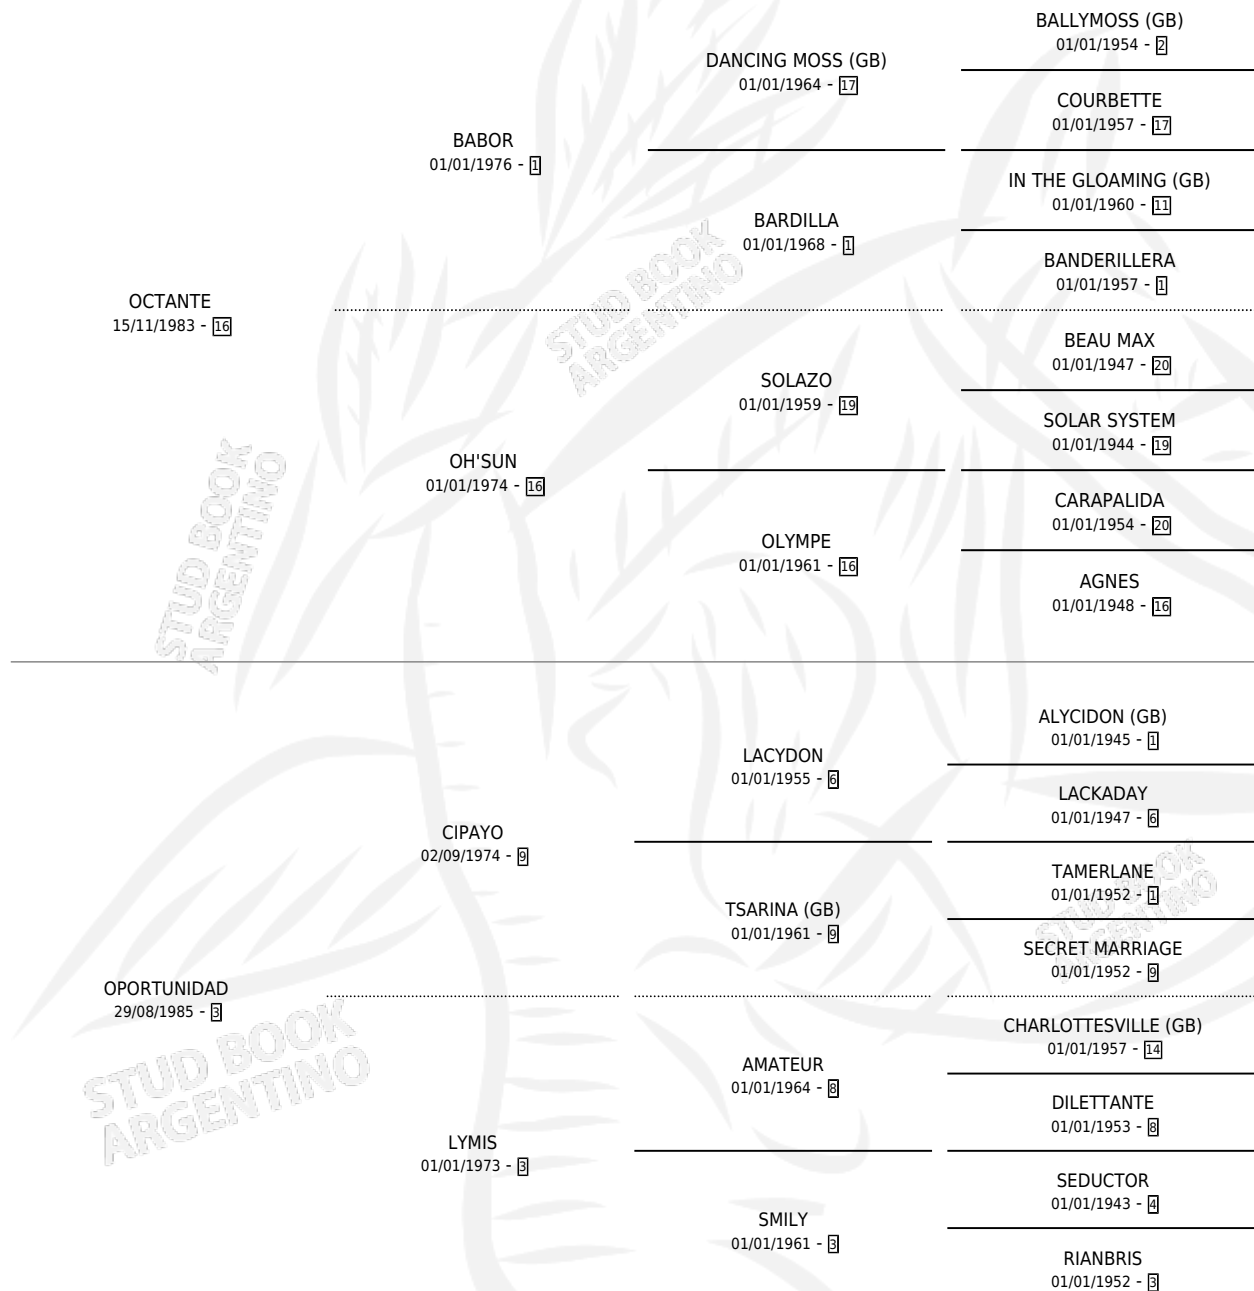 BALLYMOSS (GB)
01/01/1954 - 2
DANCING MOSS (GB)
01/01/1964 - 17
COURBETTE
01/01/1957 - 17
BABOR
01/01/1976 - 1
IN THE GLOAMING (GB)
01/01/1960 - 11
BARDILLA
01/01/1968 - 1
BANDERILLERA
01/01/1957 - 1
OCTANTE
15/11/1983 - 16
BEAU MAX
01/01/1947 - 20
SOLAZO
01/01/1959 - 19
SOLAR SYSTEM
01/01/1944 - 19
OH'SUN
01/01/1974 - 16
CARAPALIDA
01/01/1954 - 20
OLYMPE
01/01/1961 - 16
AGNES
01/01/1948 - 16
ALYCIDON (GB)
01/01/1945 - 1
LACYDON
01/01/1955 - 6
LACKADAY
01/01/1947 - 6
CIPAYO
02/09/1974 - 9
TAMERLANE
01/01/1952 - 1
TSARINA (GB)
01/01/1961 - 9
SECRET MARRIAGE
01/01/1952 - 9
OPORTUNIDAD
29/08/1985 - 3
CHARLOTTESVILLE (GB)
01/01/1957 - 14
AMATEUR
01/01/1964 - 8
DILETTANTE
01/01/1953 - 8
LYMIS
01/01/1973 - 3
SEDUCTOR
01/01/1943 - 4
SMILY
01/01/1961 - 3
RIANBRIS
01/01/1952 - 3
STUD BOOK
ARGENTINO
STUD BOOK
ARGENTINO
STUD BOOK
ARGENTINO
STUD BOOK
ARGENTINO